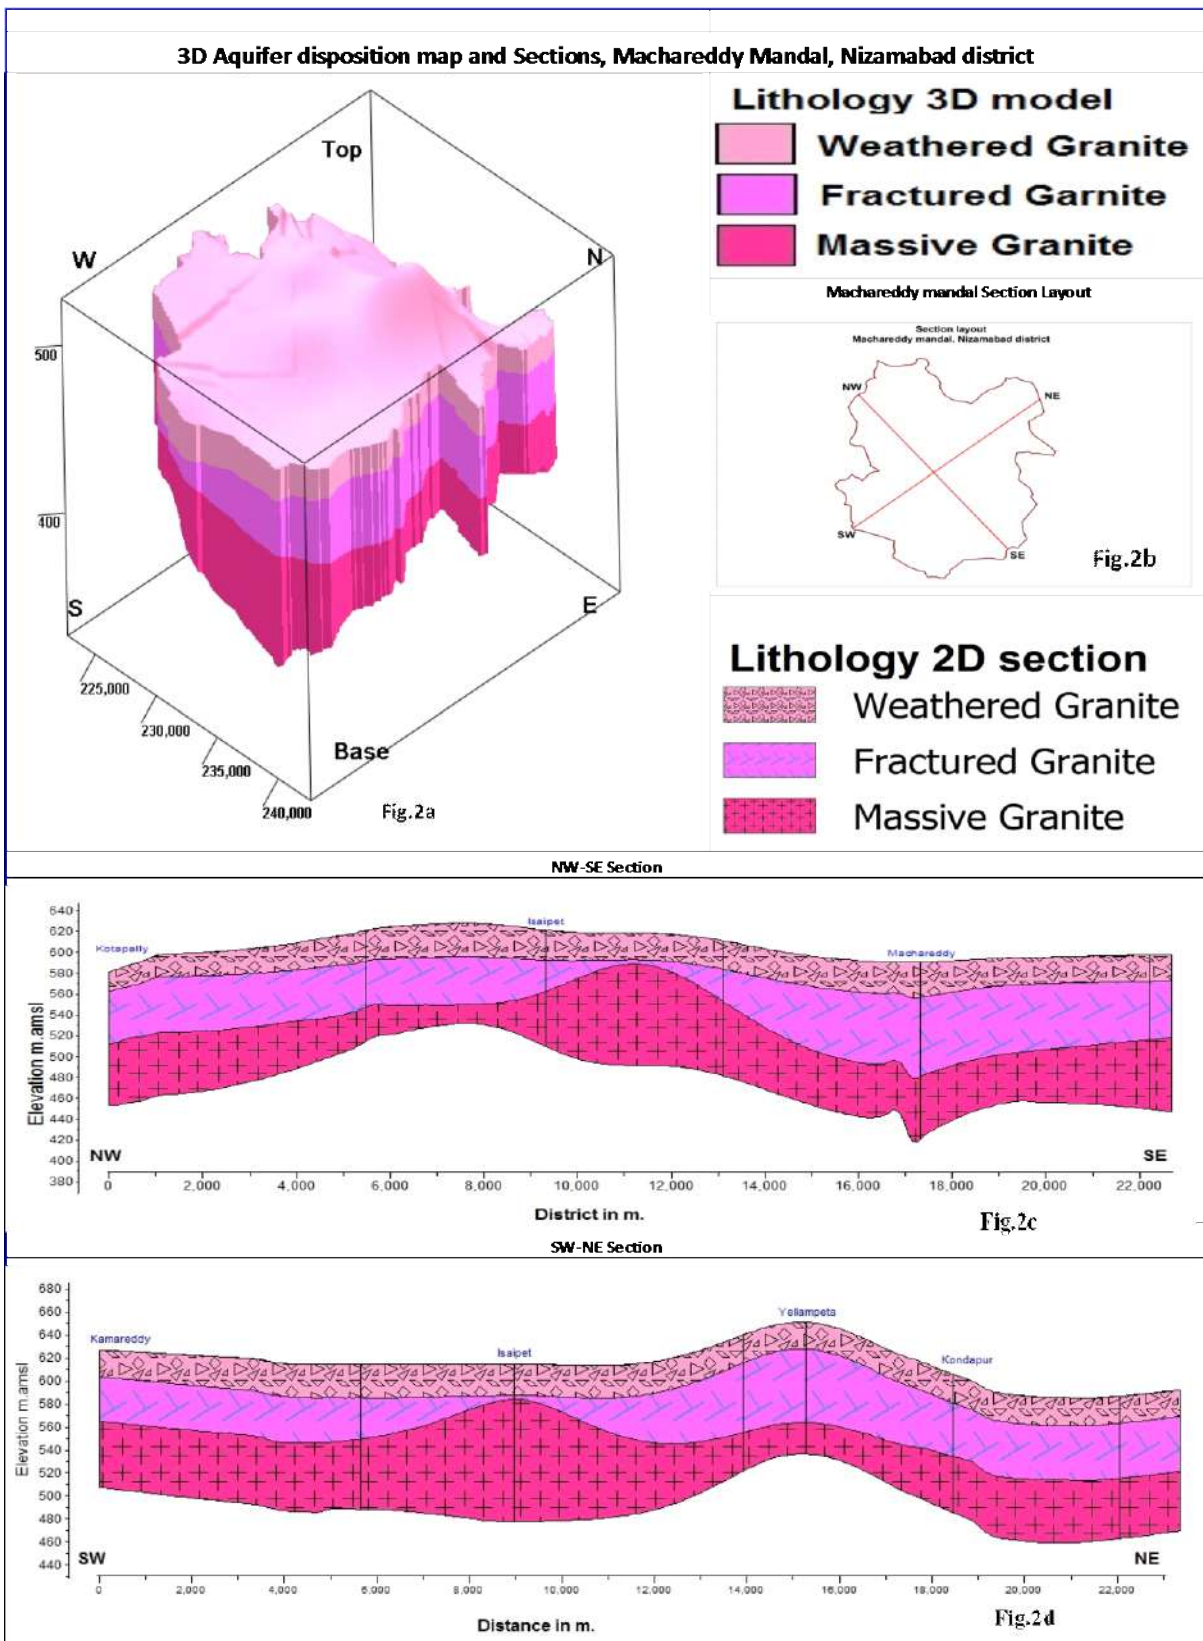 3D Aquifer disposition map and Sections, Machareddy Mandal, Nizamabad district
Top
W
N
500
400
S
E
225,000
230,000
235,000
240,000
Base
Fig.2a
Lithology 3D model
Weathered Granite
Fractured Garnite
Massive Granite
Machareddy mandal Section Layout
Section layout
Machareddy mandal. Nizamabad district
NW
NE
SW
SE
Fig.2b
Lithology 2D section
Weathered Granite
Fractured Granite
Massive Granite
NW-SE Section
Elevation m.amsl
640
620
600
580
560
540
520
500
480
460
440
420
400
380
Kotapally
Isaipet
Machareddy
NW
SE
0
2,000
4,000
6,000
8,000
10,000
12,000
14,000
16,000
18,000
20,000
22,000
District in m.
Fig.2c
SW-NE Section
Elevation m.amsl
680
660
640
620
600
580
560
540
520
500
480
460
440
Kamareddy
Isaipet
Yellampeta
Kondapur
SW
NE
0
2,000
4,000
6,000
8,000
10,000
12,000
14,000
16,000
18,000
20,000
22,000
Distance in m.
Fig.2d